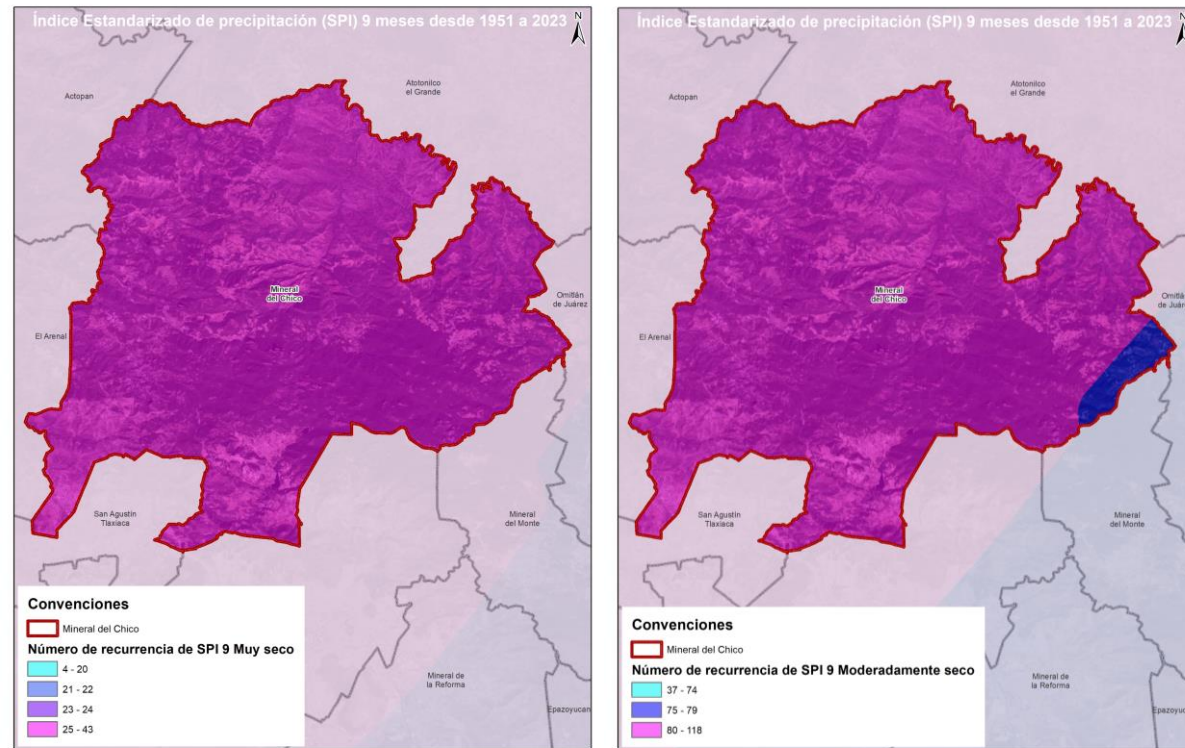 Índice Estandarizado de precipitación (SPI) 9 meses desde 1951 a 2023
N
Actopan
Atotonilco
el Grande
Mineral
del Chico
Omitlán
de Juárez
El Arenal
San Agustín
Tlaxiaca
Mineral
del Monte
Mineral de
la Reforma
Epazoyucan
Convenciones
Mineral del Chico
Número de recurrencia de SPI 9 Muy seco
4 - 20
21 - 22
23 - 24
25 - 43
Índice Estandarizado de precipitación (SPI) 9 meses desde 1951 a 2023
N
Actopan
Atotonilco
el Grande
Mineral
del Chico
Omitlán
de Juárez
El Arenal
San Agustín
Tlaxiaca
Mineral
del Monte
Mineral de
la Reforma
Epazoyucan
Convenciones
Mineral del Chico
Número de recurrencia de SPI 9 Moderadamente seco
37 - 74
75 - 79
80 - 118